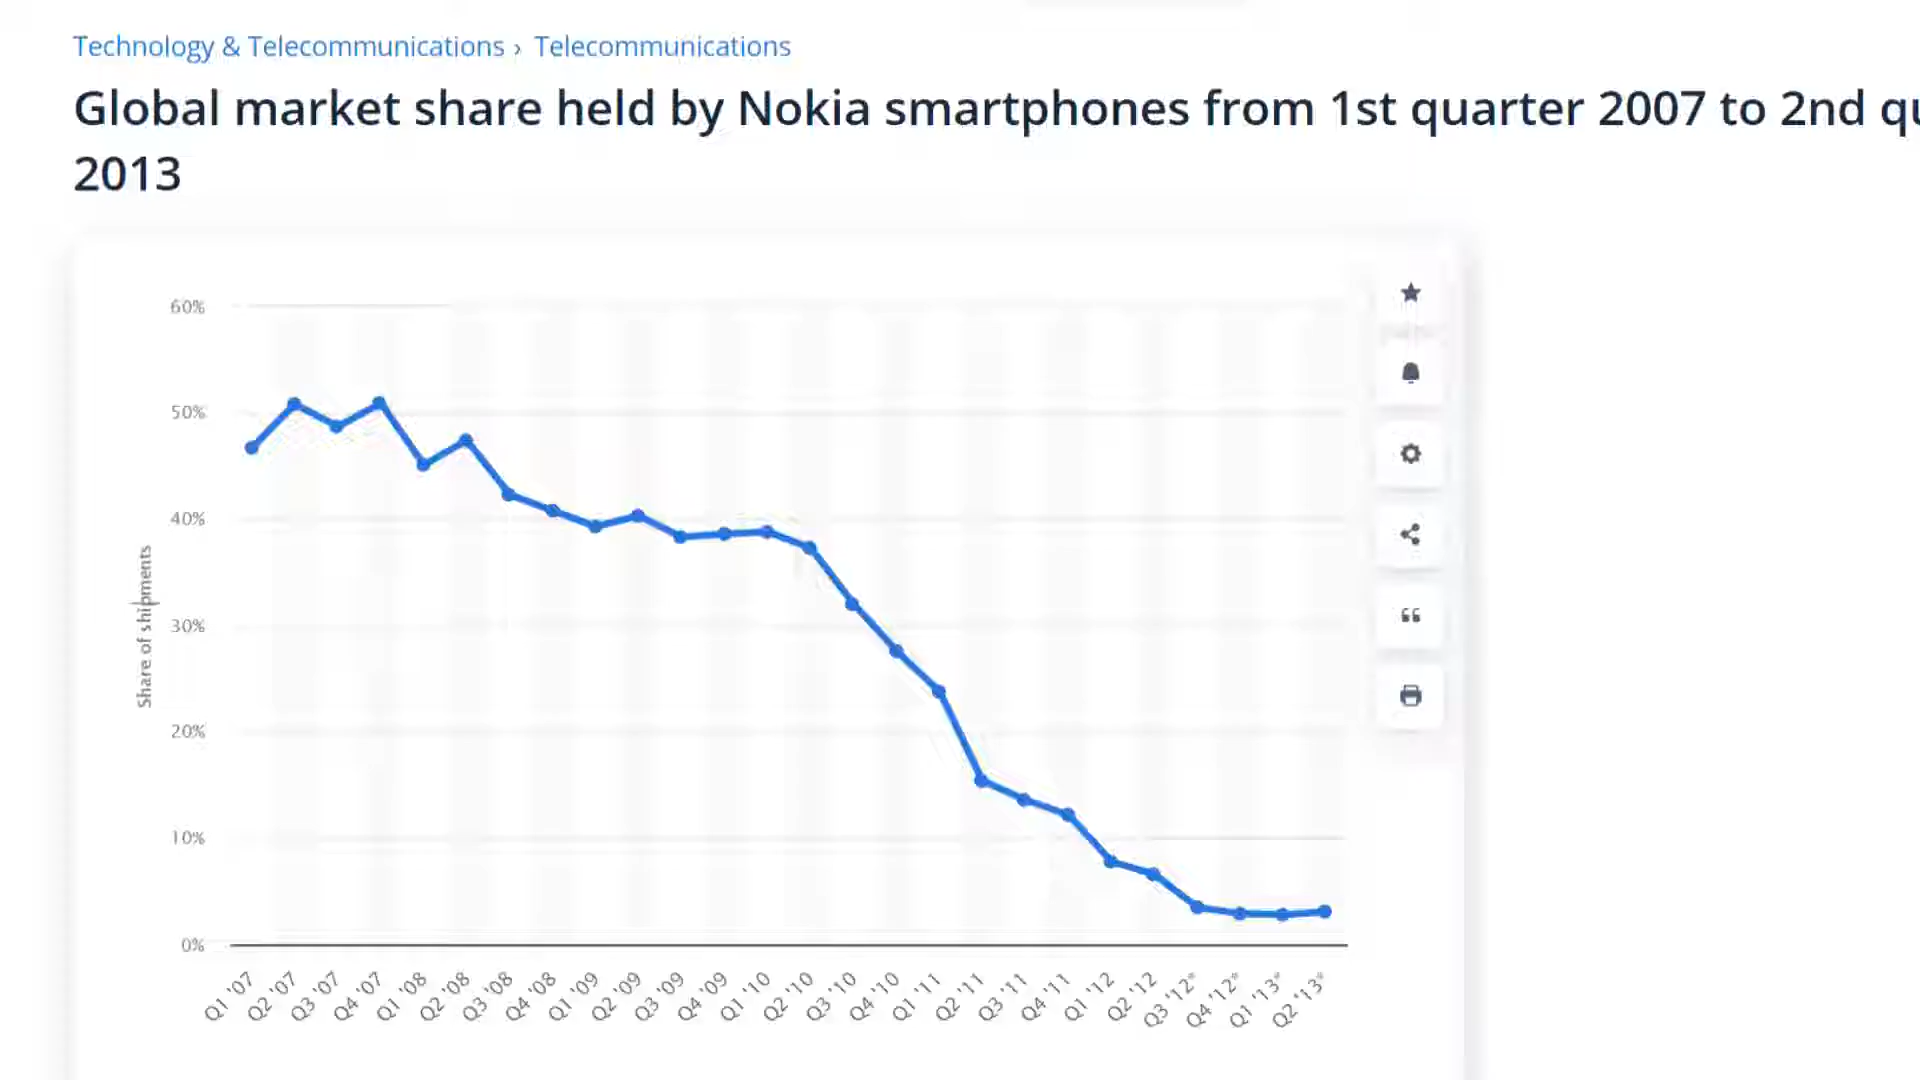 Technology & Telecommunications › Telecommunications
Global market share held by Nokia smartphones from 1st quarter 2007 to 2nd qu
2013
60%
50%
40%
30%
20%
10%
0%
Share of shipments
Q1 '07
Q2 '07
Q3 '07
Q4 '07
Q1 '08
Q2 '08
Q3 '08
Q4 '08
Q1 '09
Q2 '09
Q3 '09
Q4 '09
Q1 '10
Q2 '10
Q3 '10
Q4 '10
Q1 '11
Q2 '11
Q3 '11
Q4 '11
Q1 '12
Q2 '12
Q3 '12*
Q4 '12*
Q1 '13*
Q2 '13*